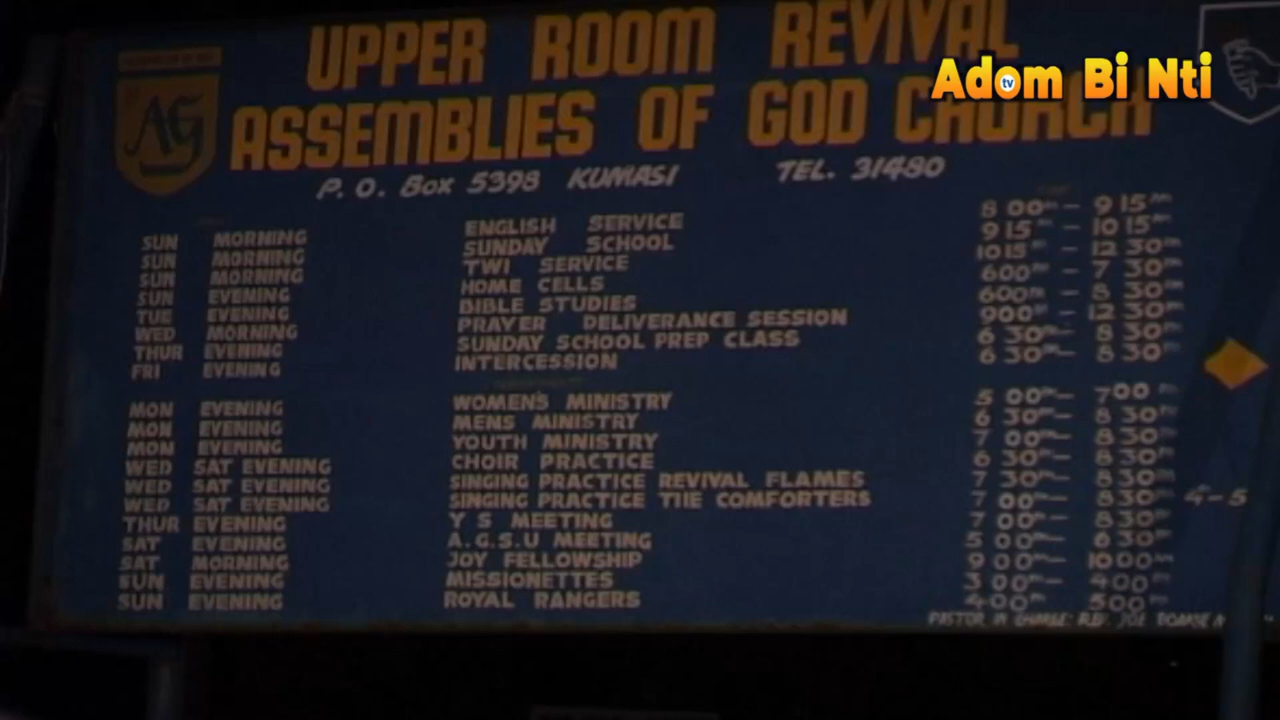 UPPER ROOM REVIVAL
Adom Bi Nti
tv
ASSEMBLIES OF GOD CHURCH
AG
P. O. Box 5398 KUMASI TEL. 31480
SUN MORNING ENGLISH SERVICE 8 00 - 9 15
SUN MORNING SUNDAY SCHOOL 9 15 - 10 15
SUN MORNING TWI SERVICE 10 15 - 12 30
SUN EVENING HOME CELLS 6 00 - 7 30
TUE EVENING BIBLE STUDIES 6 00 - 8 30
WED MORNING PRAYER DELIVERANCE SESSION 9 00 - 12 30
THUR EVENING SUNDAY SCHOOL PREP CLASS 6 30 - 8 30
FRI EVENING INTERCESSION 6 30 - 8 30
MON EVENING WOMEN'S MINISTRY 5 00 - 7 00
MON EVENING MENS MINISTRY 6 30 - 8 30
MON EVENING YOUTH MINISTRY 7 00 - 8 30
WED SAT EVENING CHOIR PRACTICE 6 30 - 8 30
WED SAT EVENING SINGING PRACTICE REVIVAL FLAMES 7 30 - 8 30
WED SAT EVENING SINGING PRACTICE THE COMFORTERS 7 00 - 8 30 4-5
THUR EVENING Y S MEETING 7 00 - 8 30
SAT EVENING A.G.S.U MEETING 5 00 - 6 30
SAT MORNING JOY FELLOWSHIP 9 00 - 10 00
SUN EVENING MISSIONETTES 3 00 - 4 00
SUN EVENING ROYAL RANGERS 4 00 - 5 00
PASTOR IN CHARGE: REV. JOE